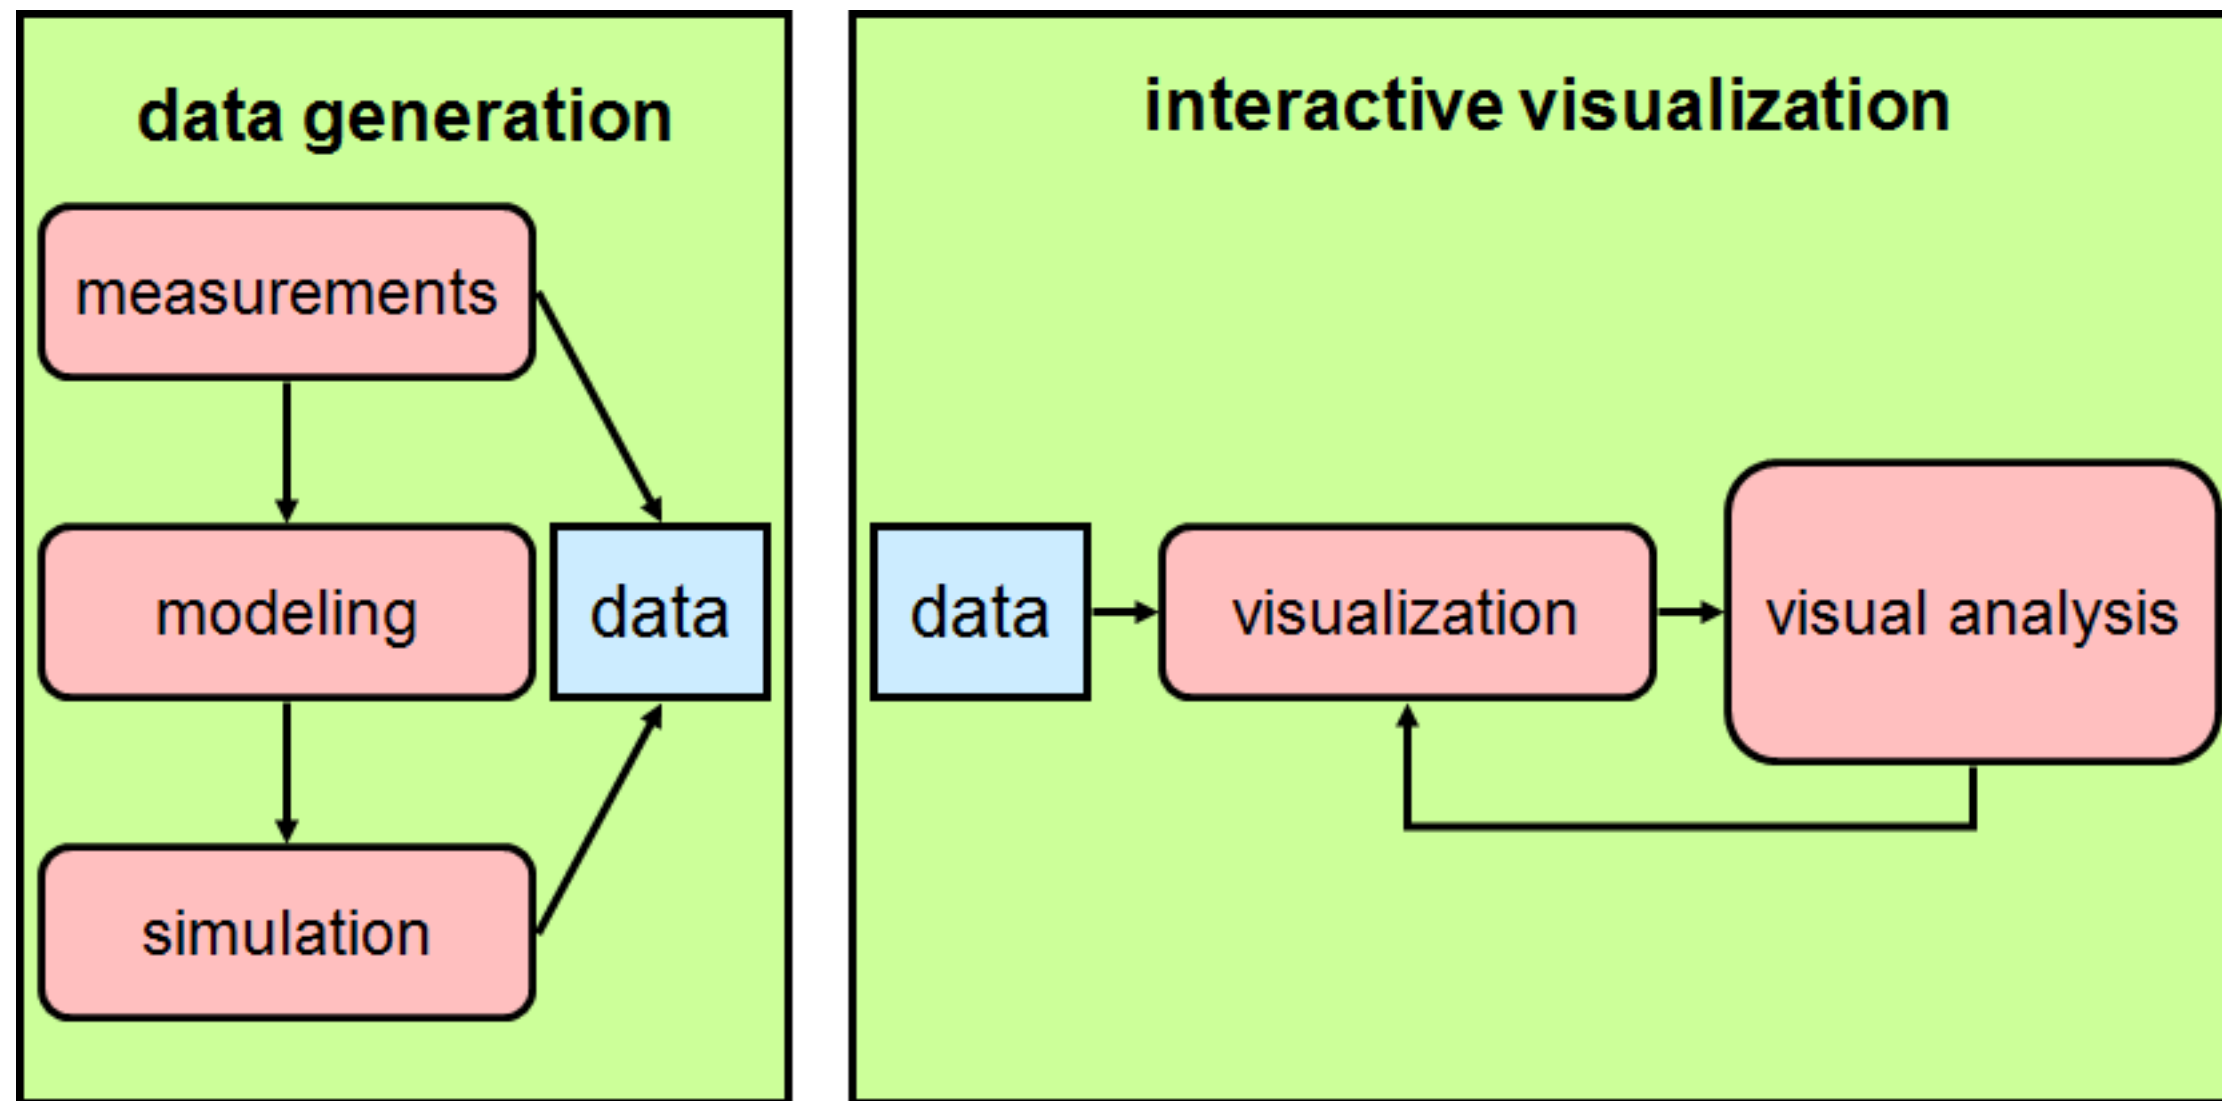 data generation
measurements
modeling
data
simulation
interactive visualization
data
visualization
visual analysis